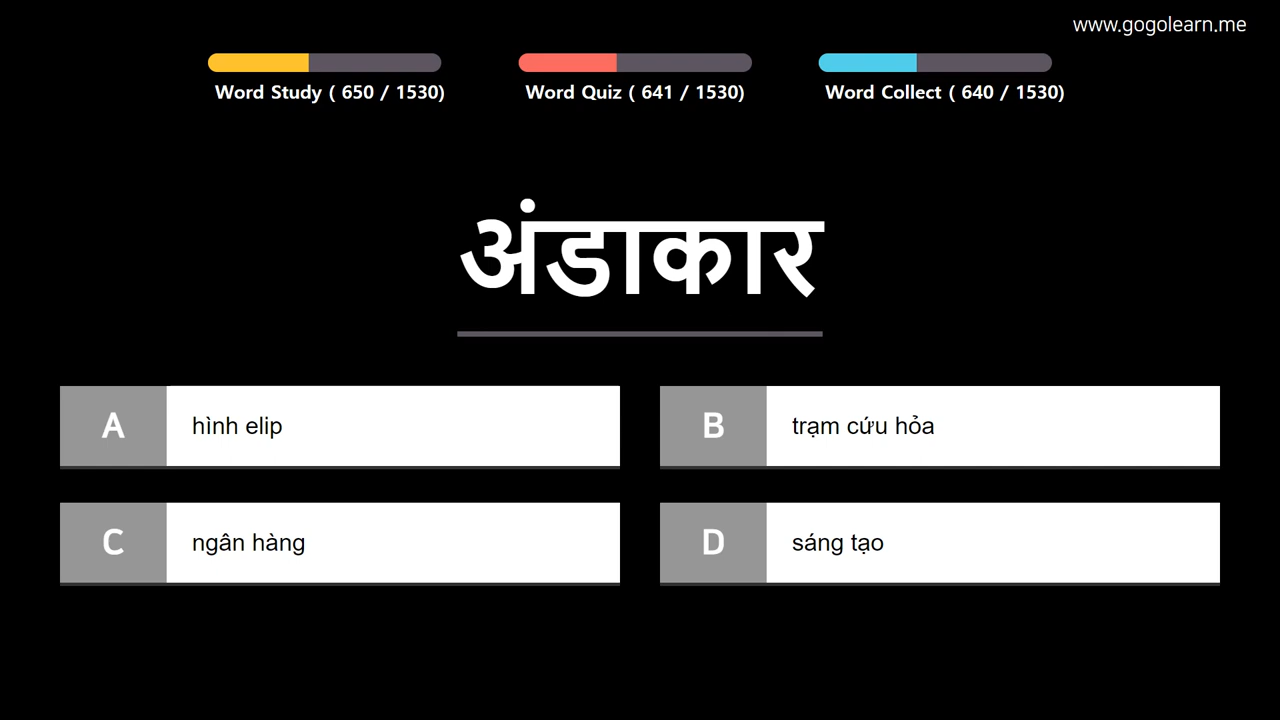 www.gogolearn.me
Word Study ( 650 / 1530)
Word Quiz ( 641 / 1530)
Word Collect ( 640 / 1530)
अंडाकार
A hình elip
B trạm cứu hỏa
C ngân hàng
D sáng tạo